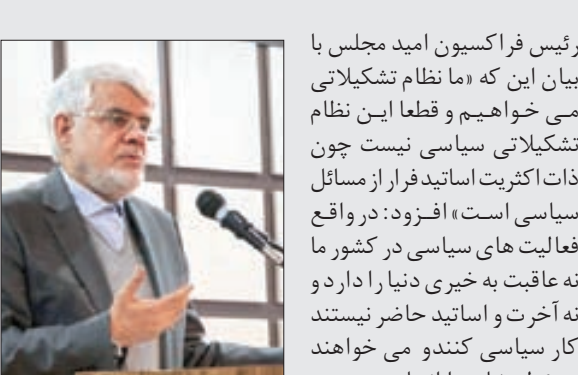 رئیس فراکسیون امید مجلس با
بیان این که «ما نظام تشکیلاتی
می خواهیم و قطعا این نظام
تشکیلاتی سیاسی نیست چون
ذات اکثریت اساتید فرار از مسائل
سیاسی است» افزود: در واقع
فعالیت های سیاسی در کشور ما
نه عاقبت به خیری دنیا را دارد و
نه آخرت و اساتید حاضر نیستند
کار سیاسی کنندو می خواهند